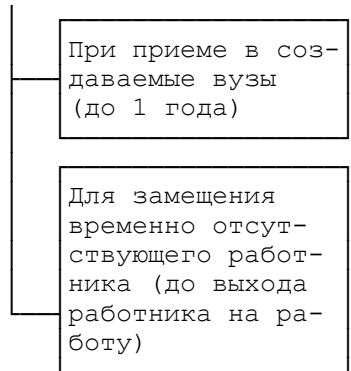 При приеме в соз-
даваемые вузы
(до 1 года)
Для замещения
временно отсут-
ствующего работ-
ника (до выхода
работника на ра-
боту)